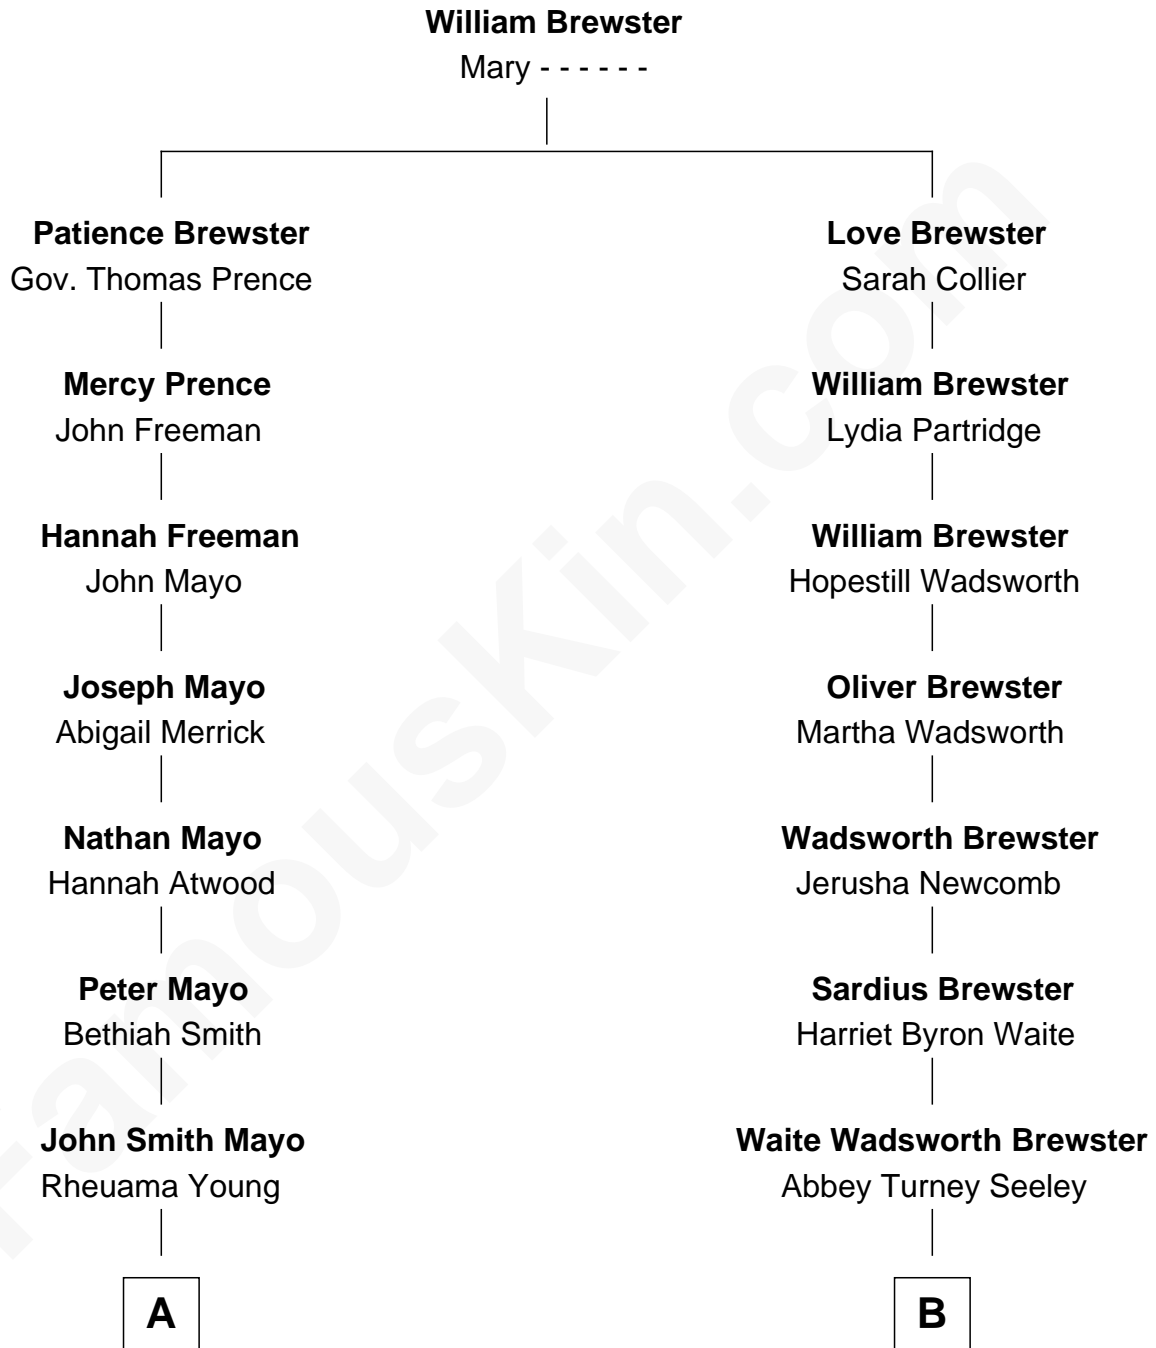 William Brewster
Mary - - - - - -
Patience Brewster
Gov. Thomas Prence
Love Brewster
Sarah Collier
Mercy Prence
John Freeman
William Brewster
Lydia Partridge
Hannah Freeman
John Mayo
William Brewster
Hopestill Wadsworth
Joseph Mayo
Abigail Merrick
Oliver Brewster
Martha Wadsworth
Nathan Mayo
Hannah Atwood
Wadsworth Brewster
Jerusha Newcomb
Peter Mayo
Bethiah Smith
Sardius Brewster
Harriet Byron Waite
John Smith Mayo
Rheuama Young
Waite Wadsworth Brewster
Abbey Turney Seeley
A
B
FamousKin.com